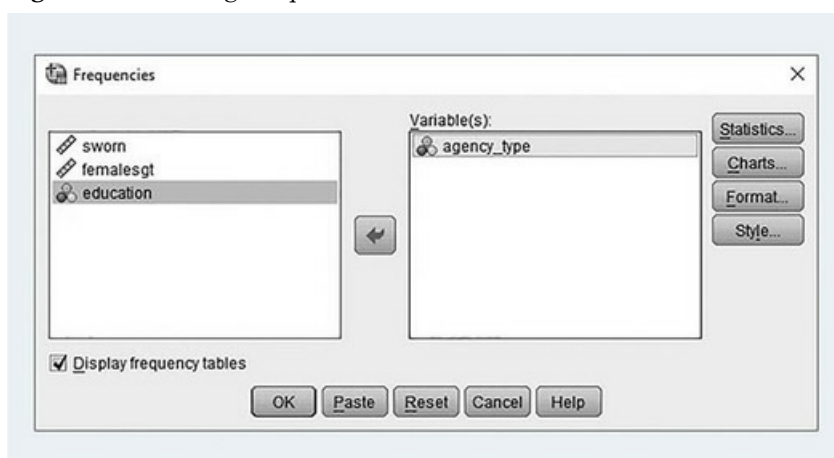 Frequencies
sworn
femalesgt
education
Variable(s):
agency_type
Statistics...
Charts...
Format...
Style...
Display frequency tables
OK
Paste
Reset
Cancel
Help